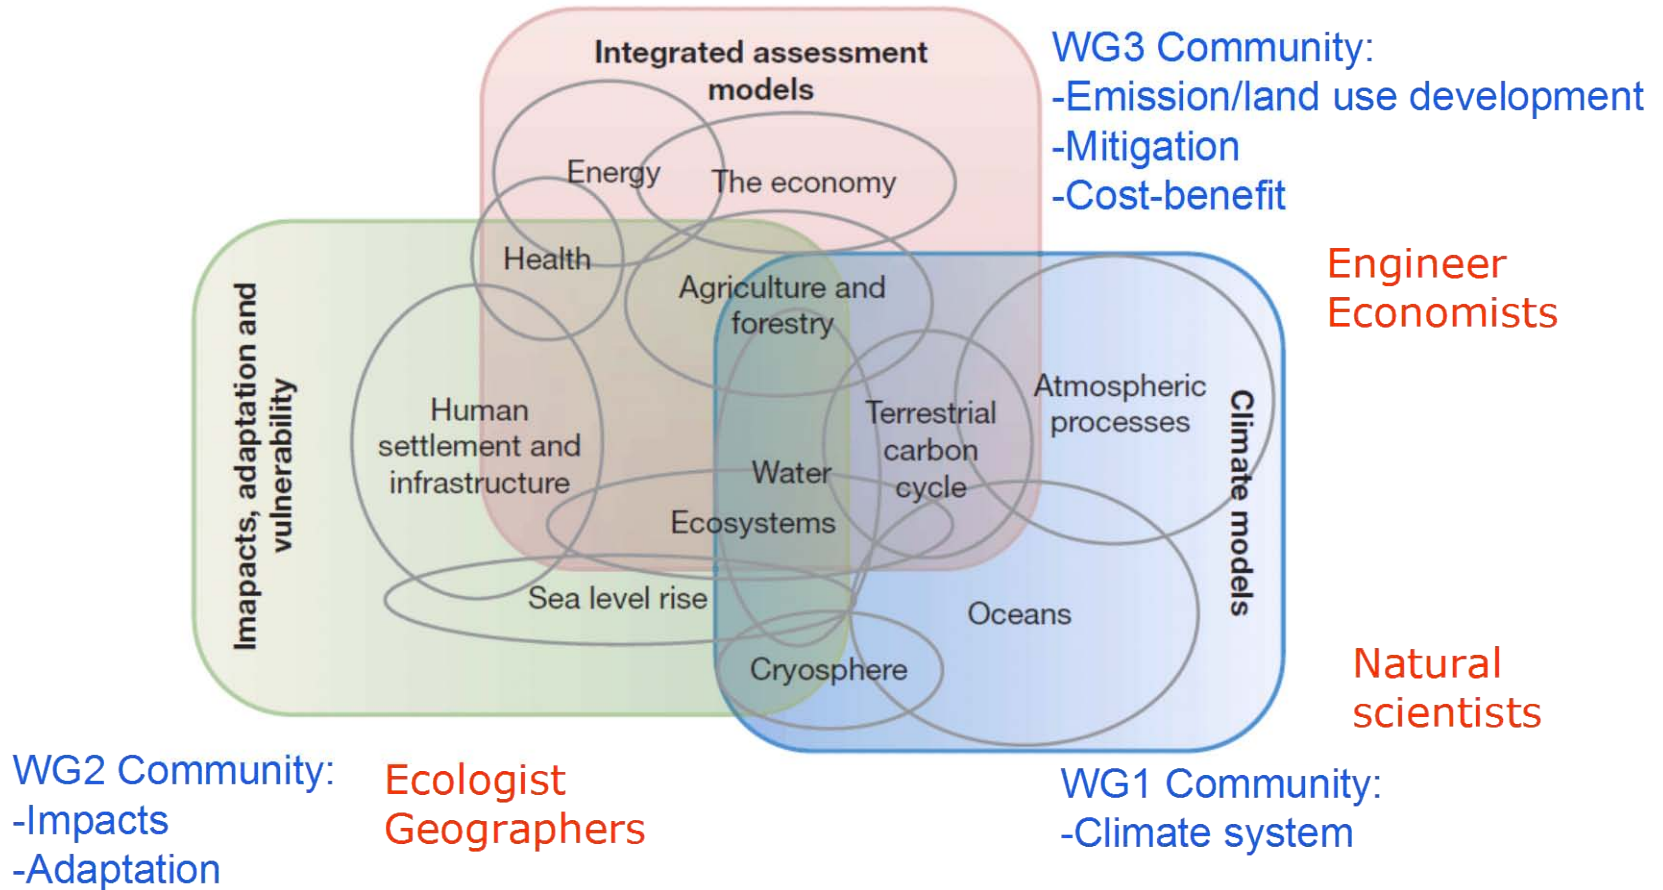 Integrated assessment
models
WG3 Community:
-Emission/land use development
-Mitigation
-Cost-benefit
Energy
The economy
Health
Agriculture and
forestry
Engineer
Economists
Imapacts, adaptation and
vulnerability
Human
settlement and
infrastructure
Water
Ecosystems
Terrestrial
carbon
cycle
Atmospheric
processes
Climate models
Sea level rise
Oceans
Cryosphere
Natural
scientists
WG2 Community:
-Impacts
-Adaptation
Ecologist
Geographers
WG1 Community:
-Climate system